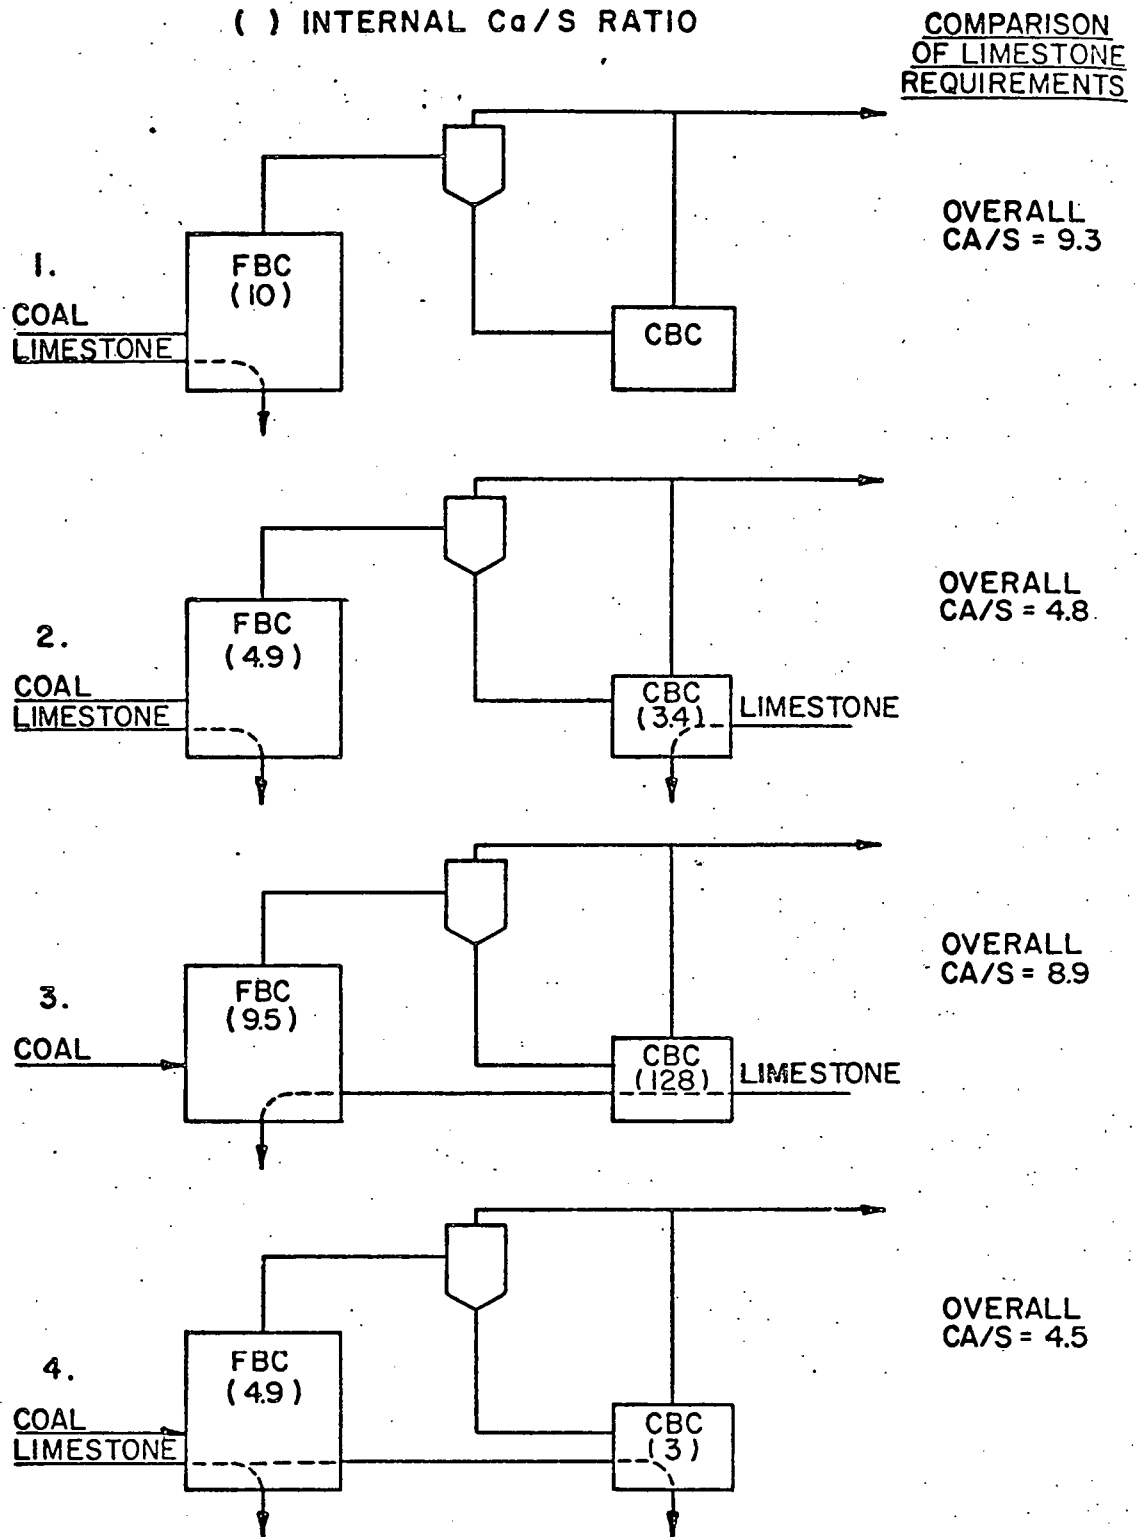 ( ) INTERNAL Ca/S RATIO
COMPARISON
OF LIMESTONE
REQUIREMENTS
1.
COAL
LIMESTONE
FBC
(10)
CBC
OVERALL
CA/S = 9.3
2.
COAL
LIMESTONE
FBC
(4.9)
CBC
(3.4)
LIMESTONE
OVERALL
CA/S = 4.8
3.
COAL
FBC
(9.5)
CBC
(128)
LIMESTONE
OVERALL
CA/S = 8.9
4.
COAL
LIMESTONE
FBC
(4.9)
CBC
(3)
OVERALL
CA/S = 4.5